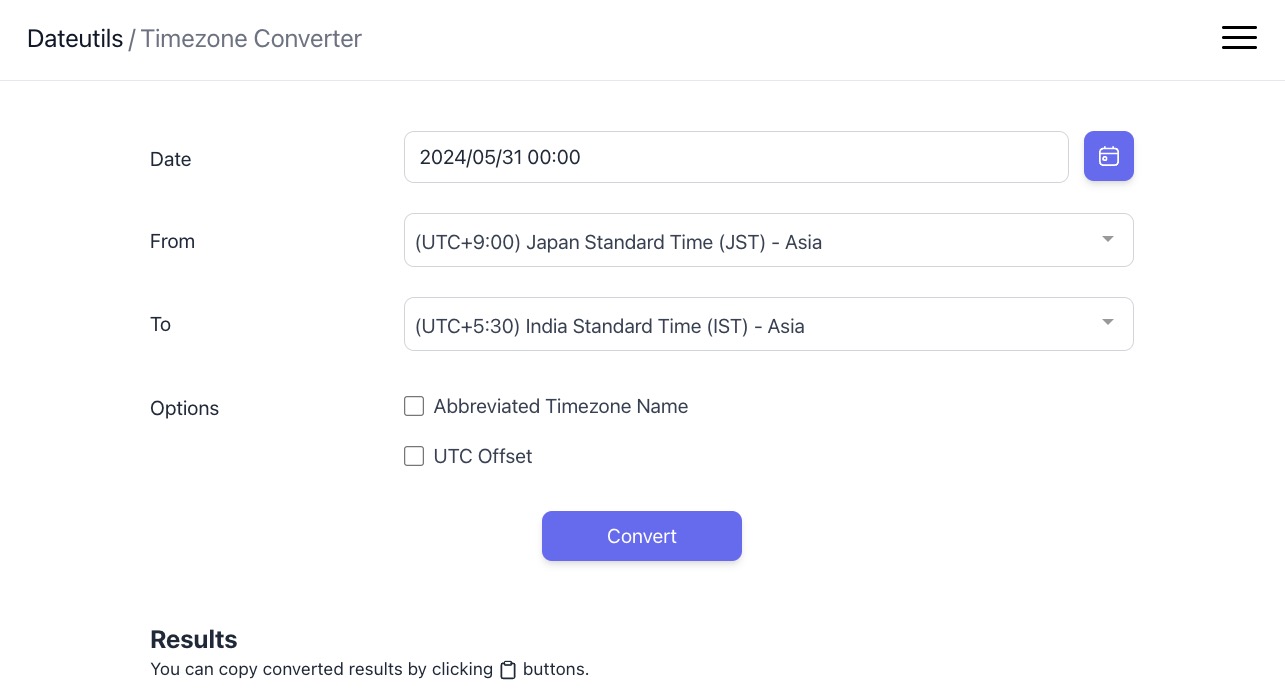 Dateutils / Timezone Converter
Date
2024/05/31 00:00
From
(UTC+9:00) Japan Standard Time (JST) - Asia
To
(UTC+5:30) India Standard Time (IST) - Asia
Options
Abbreviated Timezone Name
UTC Offset
Convert
Results
You can copy converted results by clicking buttons.